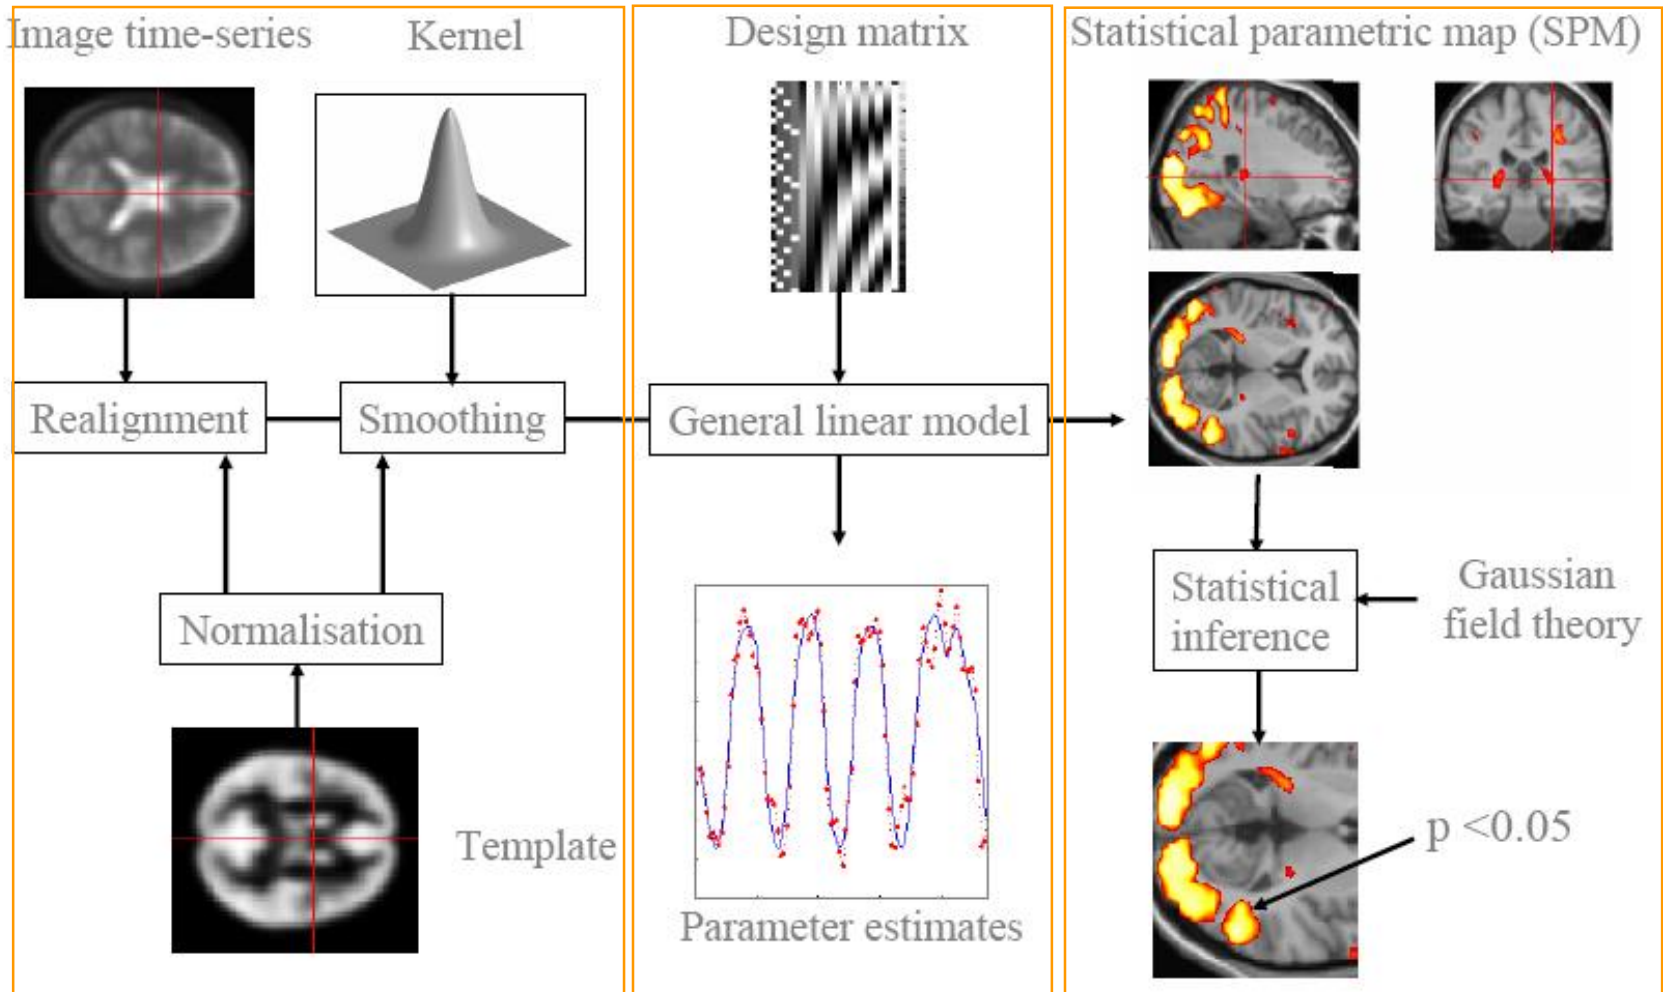 Image time-series
Kernel
Design matrix
Statistical parametric map (SPM)
Realignment
Smoothing
General linear model
Normalisation
Statistical
inference
Gaussian
field theory
Template
Parameter estimates
p <0.05